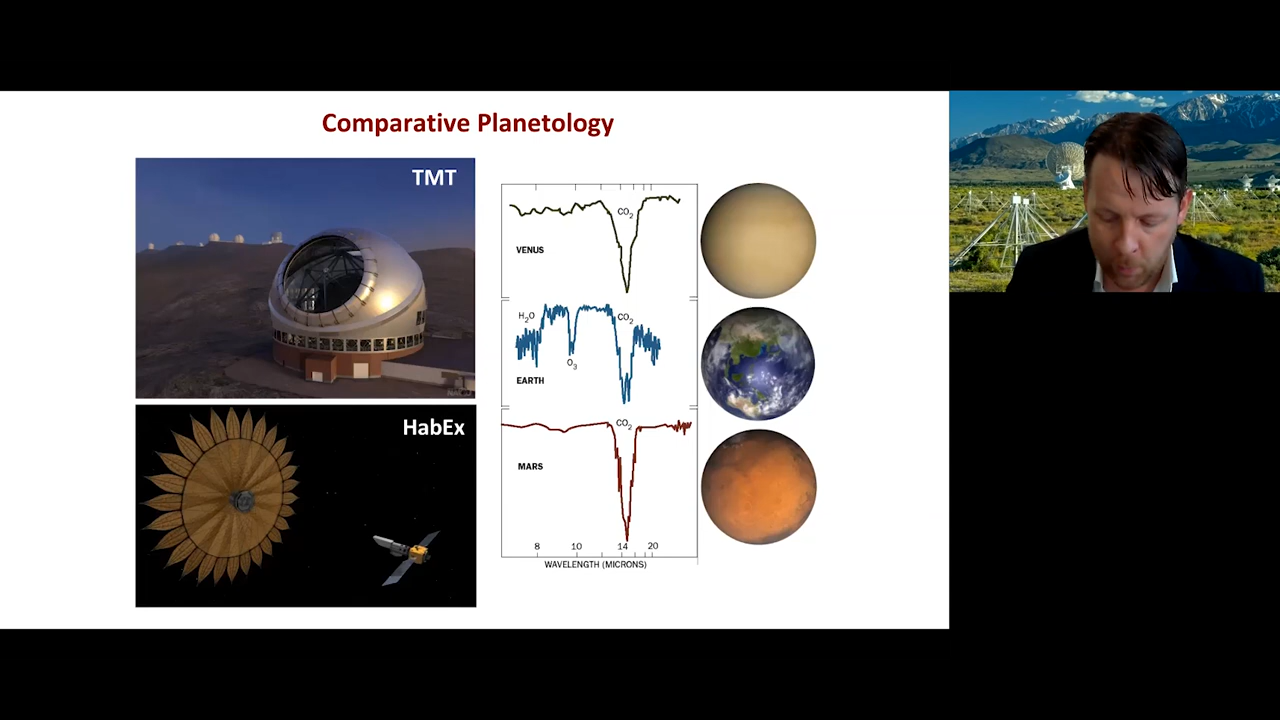 Comparative Planetology
TMT
HabEx
CO2
VENUS
H2O
CO2
O3
EARTH
CO2
MARS
8 10 14 20
WAVELENGTH (MICRONS)